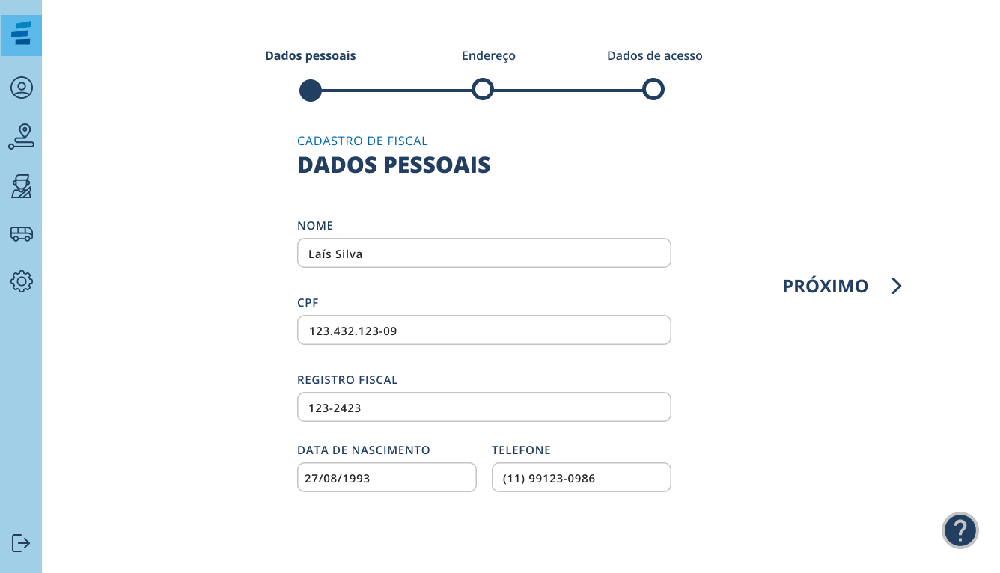 Dados pessoais Endereço Dados de acesso
CADASTRO DE FISCAL
DADOS PESSOAIS
NOME
Laís Silva
PRÓXIMO
CPF
123.432.123-09
REGISTRO FISCAL
123-2423
DATA DE NASCIMENTO TELEFONE
27/08/1993 (11) 99123-0986
?